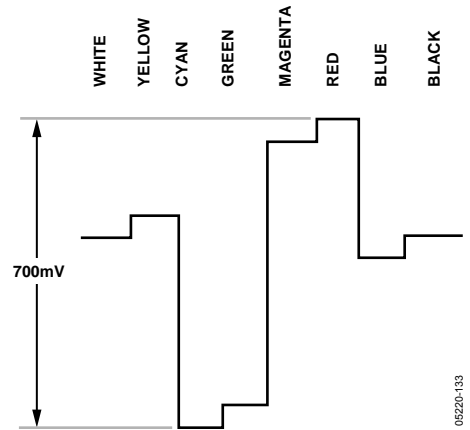 WHITE
YELLOW
CYAN
GREEN
MAGENTA
RED
BLUE
BLACK
700mV
05220-133